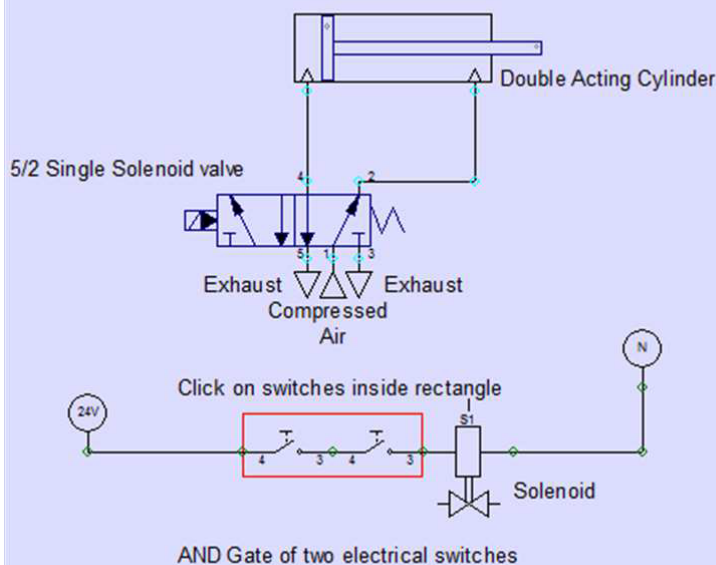 Double Acting Cylinder
5/2 Single Solenoid valve
4 2
5 1 3
Exhaust Exhaust
Compressed
Air
N
Click on switches inside rectangle
24V
S1
4 3 4 3
Solenoid
AND Gate of two electrical switches